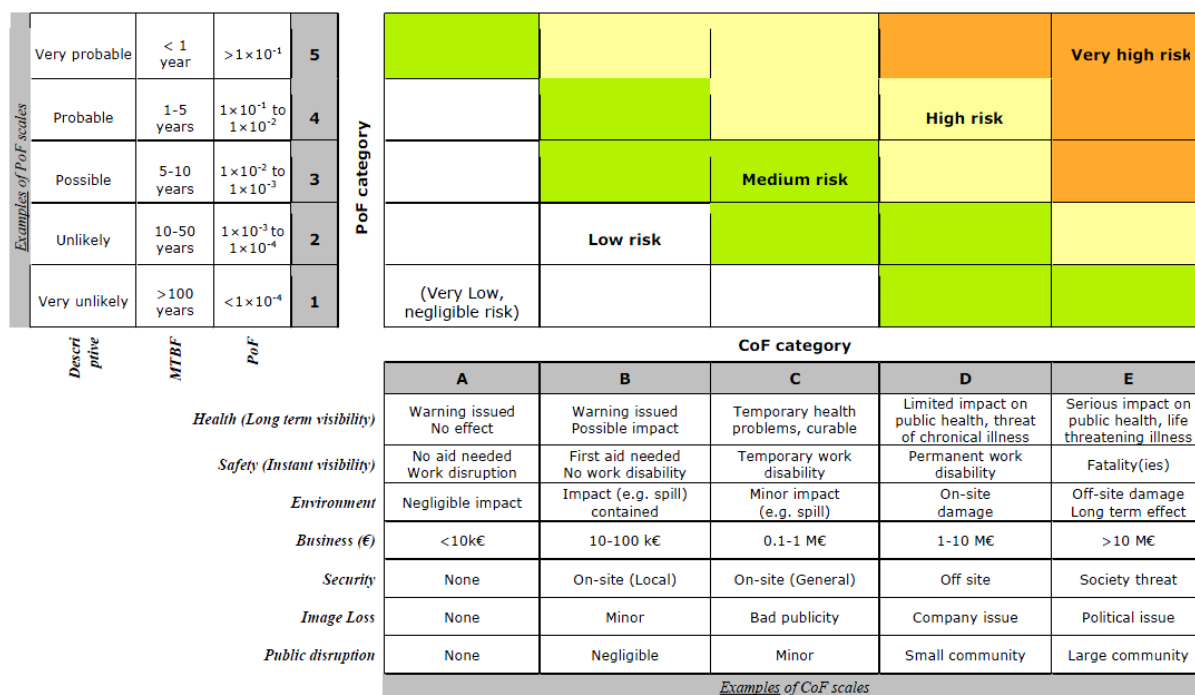 Examples of PoF scales
Very probable
< 1
year
>1×10⁻¹
5
Very high risk
Probable
1-5
years
1×10⁻¹ to
1×10⁻²
4
High risk
Possible
5-10
years
1×10⁻² to
1×10⁻³
3
Medium risk
Unlikely
10-50
years
1×10⁻³ to
1×10⁻⁴
2
Low risk
Very unlikely
>100
years
<1×10⁻⁴
1
(Very Low,
negligible risk)
PoF category
Descri
ptive
MTBF
PoF
CoF category
A
B
C
D
E
Health (Long term visibility)
Warning issued
No effect
Warning issued
Possible impact
Temporary health
problems, curable
Limited impact on
public health, threat
of chronical illness
Serious impact on
public health, life
threatening illness
Safety (Instant visibility)
No aid needed
Work disruption
First aid needed
No work disability
Temporary work
disability
Permanent work
disability
Fatality(ies)
Environment
Negligible impact
Impact (e.g. spill)
contained
Minor impact
(e.g. spill)
On-site
damage
Off-site damage
Long term effect
Business (€)
<10k€
10-100 k€
0.1-1 M€
1-10 M€
>10 M€
Security
None
On-site (Local)
On-site (General)
Off site
Society threat
Image Loss
None
Minor
Bad publicity
Company issue
Political issue
Public disruption
None
Negligible
Minor
Small community
Large community
Examples of CoF scales